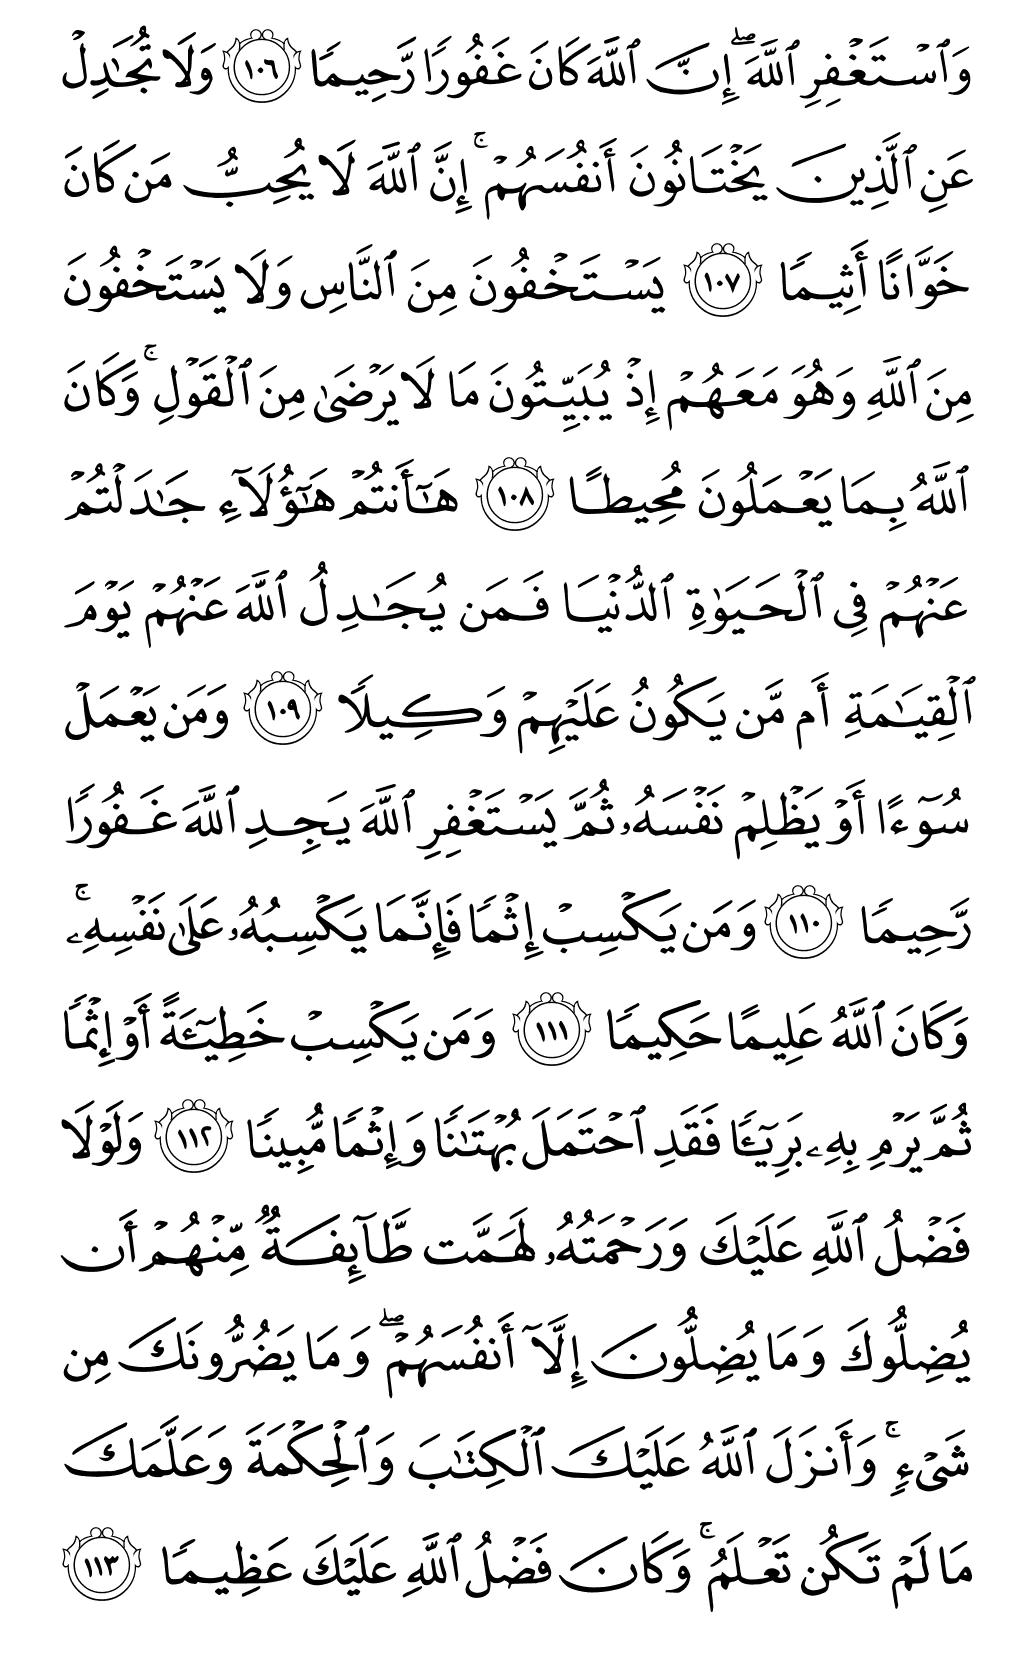 وَٱسۡتَغۡفِرِ ٱللَّهَۖ إِنَّ ٱللَّهَ كَانَ غَفُورٗا رَّحِيمٗا ١٠٦ وَلَا تُجَٰدِلۡ
عَنِ ٱلَّذِينَ يَخۡتَانُونَ أَنفُسَهُمۡۚ إِنَّ ٱللَّهَ لَا يُحِبُّ مَن كَانَ
خَوَّانًا أَثِيمٗا ١٠٧ يَسۡتَخۡفُونَ مِنَ ٱلنَّاسِ وَلَا يَسۡتَخۡفُونَ
مِنَ ٱللَّهِ وَهُوَ مَعَهُمۡ إِذۡ يُبَيِّتُونَ مَا لَا يَرۡضَىٰ مِنَ ٱلۡقَوۡلِۚ وَكَانَ
ٱللَّهُ بِمَا يَعۡمَلُونَ مُحِيطًا ١٠٨ هَٰٓأَنتُمۡ هَٰٓؤُلَآءِ جَٰدَلۡتُمۡ
عَنۡهُمۡ فِي ٱلۡحَيَوٰةِ ٱلدُّنۡيَا فَمَن يُجَٰدِلُ ٱللَّهَ عَنۡهُمۡ يَوۡمَ
ٱلۡقِيَٰمَةِ أَم مَّن يَكُونُ عَلَيۡهِمۡ وَكِيلٗا ١٠٩ وَمَن يَعۡمَلۡ
سُوٓءًا أَوۡ يَظۡلِمۡ نَفۡسَهُۥ ثُمَّ يَسۡتَغۡفِرِ ٱللَّهَ يَجِدِ ٱللَّهَ غَفُورٗا
رَّحِيمٗا ١١٠ وَمَن يَكۡسِبۡ إِثۡمٗا فَإِنَّمَا يَكۡسِبُهُۥ عَلَىٰ نَفۡسِهِۦۚ
وَكَانَ ٱللَّهُ عَلِيمًا حَكِيمٗا ١١١ وَمَن يَكۡسِبۡ خَطِيٓـَٔةً أَوۡ إِثۡمٗا
ثُمَّ يَرۡمِ بِهِۦ بَرِيٓـٔٗا فَقَدِ ٱحۡتَمَلَ بُهۡتَٰنٗا وَإِثۡمٗا مُّبِينٗا ١١٢ وَلَوۡلَا
فَضۡلُ ٱللَّهِ عَلَيۡكَ وَرَحۡمَتُهُۥ لَهَمَّت طَّآئِفَةٞ مِّنۡهُمۡ أَن
يُضِلُّوكَ وَمَا يُضِلُّونَ إِلَّآ أَنفُسَهُمۡۖ وَمَا يَضُرُّونَكَ مِن
شَيۡءٖۚ وَأَنزَلَ ٱللَّهُ عَلَيۡكَ ٱلۡكِتَٰبَ وَٱلۡحِكۡمَةَ وَعَلَّمَكَ
مَا لَمۡ تَكُن تَعۡلَمُۚ وَكَانَ فَضۡلُ ٱللَّهِ عَلَيۡكَ عَظِيمٗا ١١٣